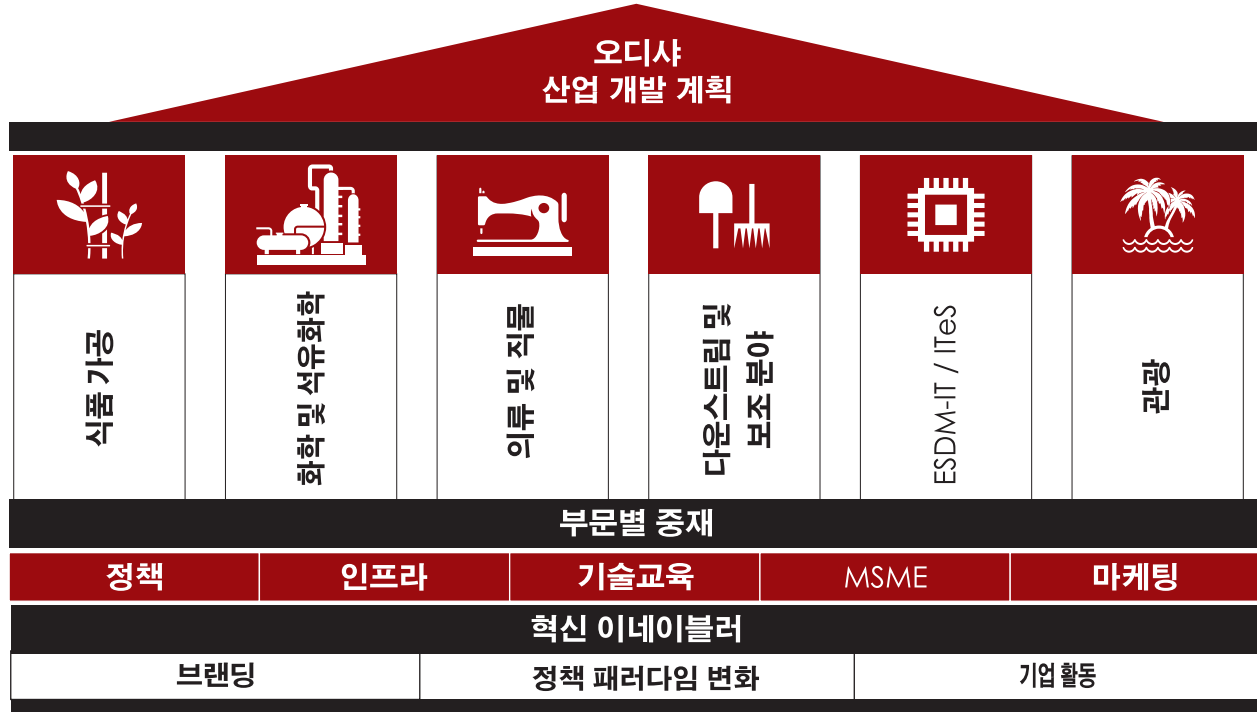 오디샤
산업 개발 계획
식품 가공
화학 및 석유화학
의류 및 직물
다운스트림 및
보조 분야
ESDM-IT / ITeS
관광
부문별 중재
정책
인프라
기술교육
MSME
마케팅
혁신 이네이블러
브랜딩
정책 패러다임 변화
기업 활동